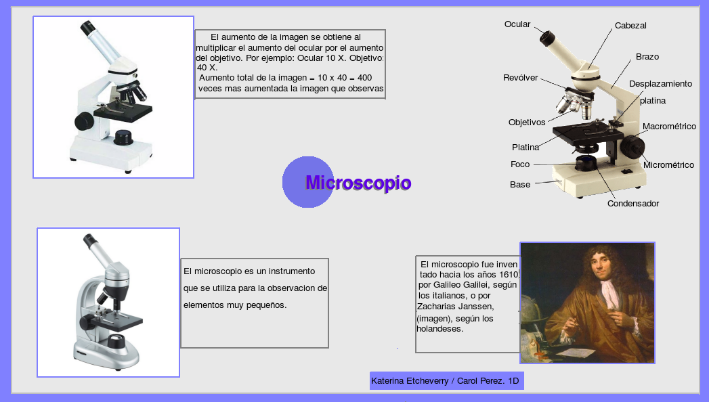 El aumento de la imagen se obtiene al
multiplicar el aumento del ocular por el aumento
del objetivo. Por ejemplo: Ocular 10 X. Objetivo
40 X.
Aumento total de la imagen = 10 x 40 = 400
veces mas aumentada la imagen que observas
Ocular
Cabezal
Brazo
Revólver
Desplazamiento
platina
Objetivos
Macrométrico
Platina
Foco
Micrométrico
Base
Condensador
Microscopio
El microscopio es un instrumento
que se utiliza para la observacion de
elementos muy pequeños.
El microscopio fue inven
tado hacia los años 1610
por Galileo Galilei, según
los italianos, o por
Zacharias Janssen,
(imagen), según los
holandeses.
Katerina Etcheverry / Carol Perez. 1D